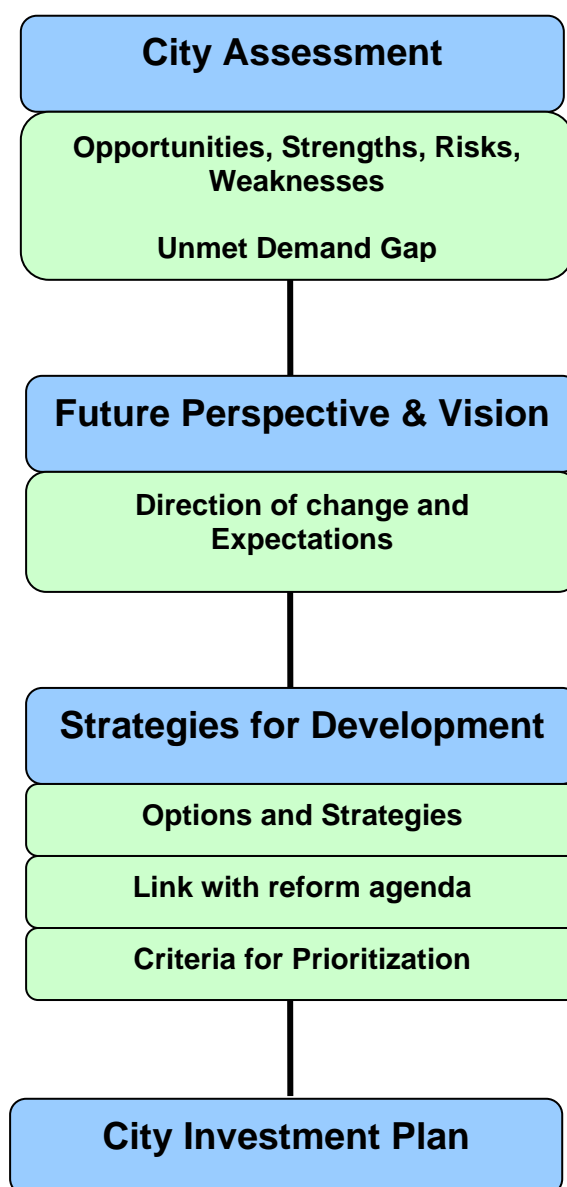 City Assessment
Opportunities, Strengths, Risks,
Weaknesses
Unmet Demand Gap
Future Perspective & Vision
Direction of change and
Expectations
Strategies for Development
Options and Strategies
Link with reform agenda
Criteria for Prioritization
City Investment Plan